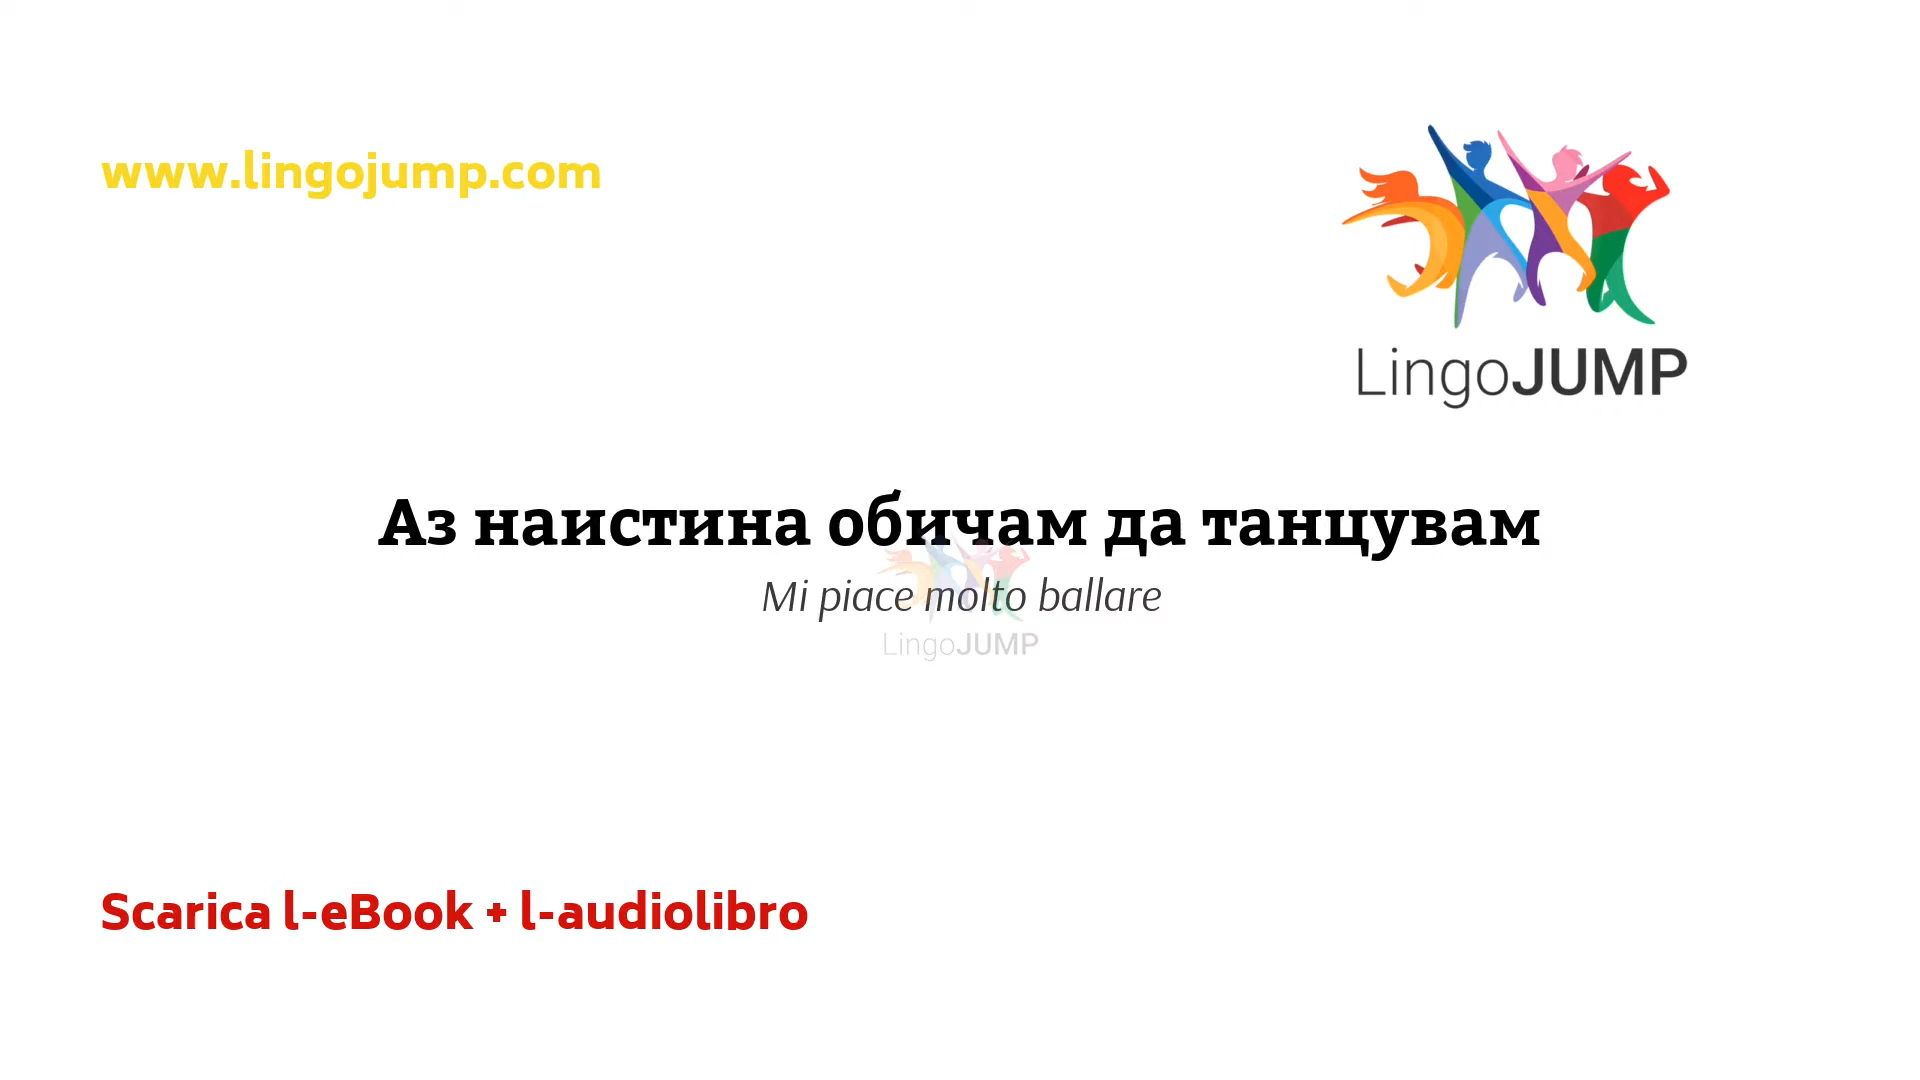 www.lingojump.com
LingoJUMP
Аз наистина обичам да танцувам
Mi piace molto ballare
LingoJUMP
Scarica l-eBook + l-audiolibro